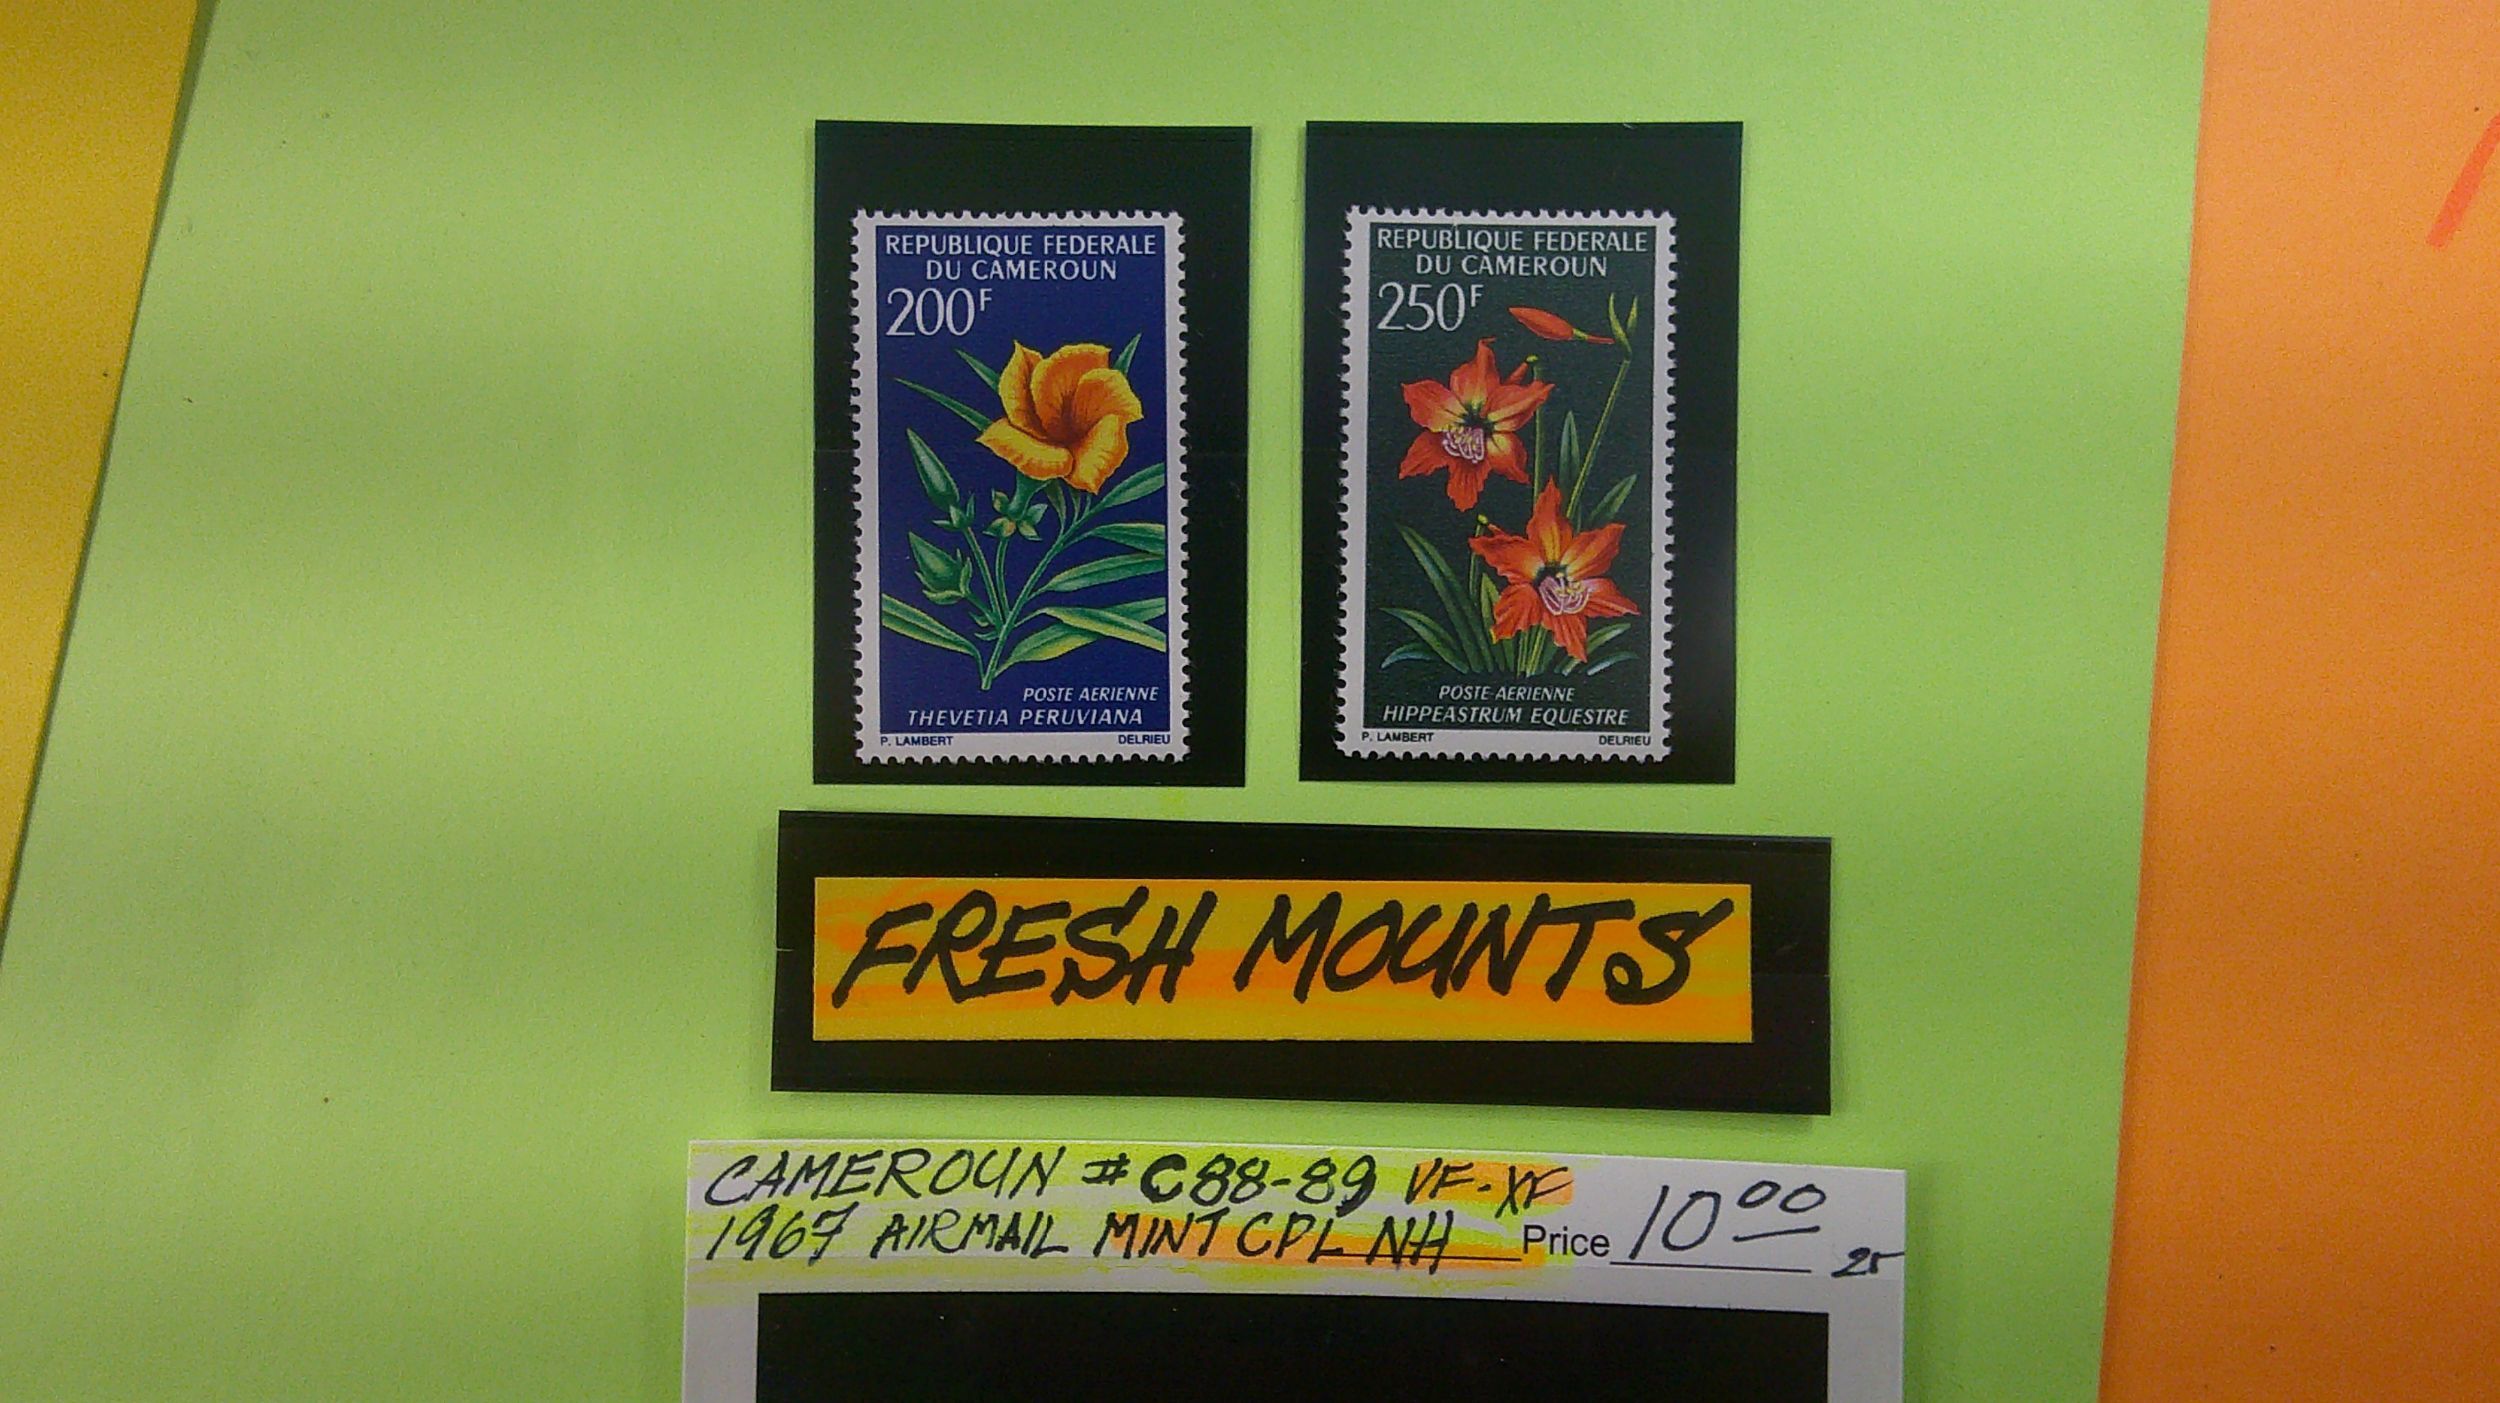 REPUBLIQUE FEDERALE
DU CAMEROUN
200F
POSTE AERIENNE
THEVETIA PERUVIANA
P. LAMBERT DELRIEU
REPUBLIQUE FEDERALE
DU CAMEROUN
250F
POSTE AERIENNE
HIPPEASTRUM EQUESTRE
P. LAMBERT DELRIEU
FRESH MOUNTS
CAMEROUN # C88-89 VF-XF
1967 AIRMAIL MINT CPL NH Price 10.00
25